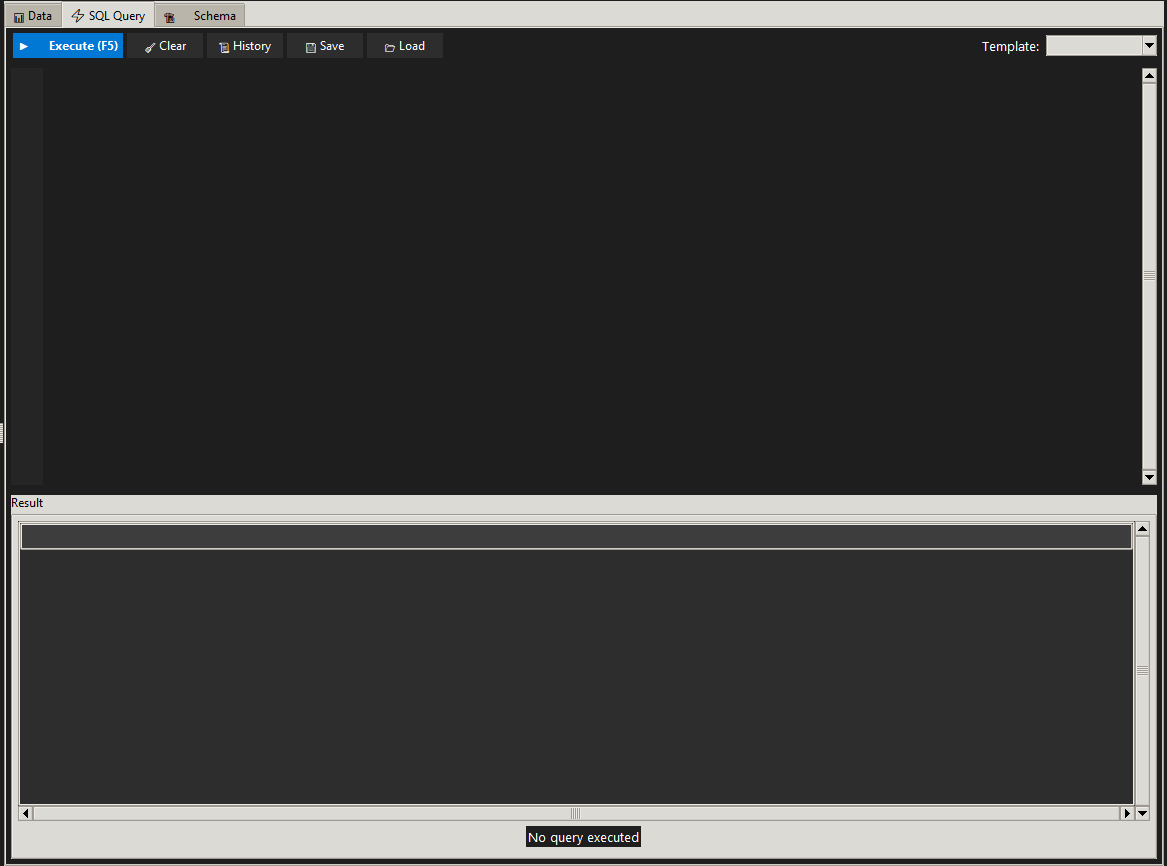 Data SQL Query Schema
Execute (F5) Clear History Save Load Template:
Result
No query executed